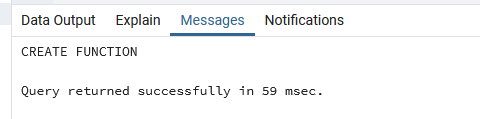 Data Output Explain Messages Notifications
CREATE FUNCTION
Query returned successfully in 59 msec.